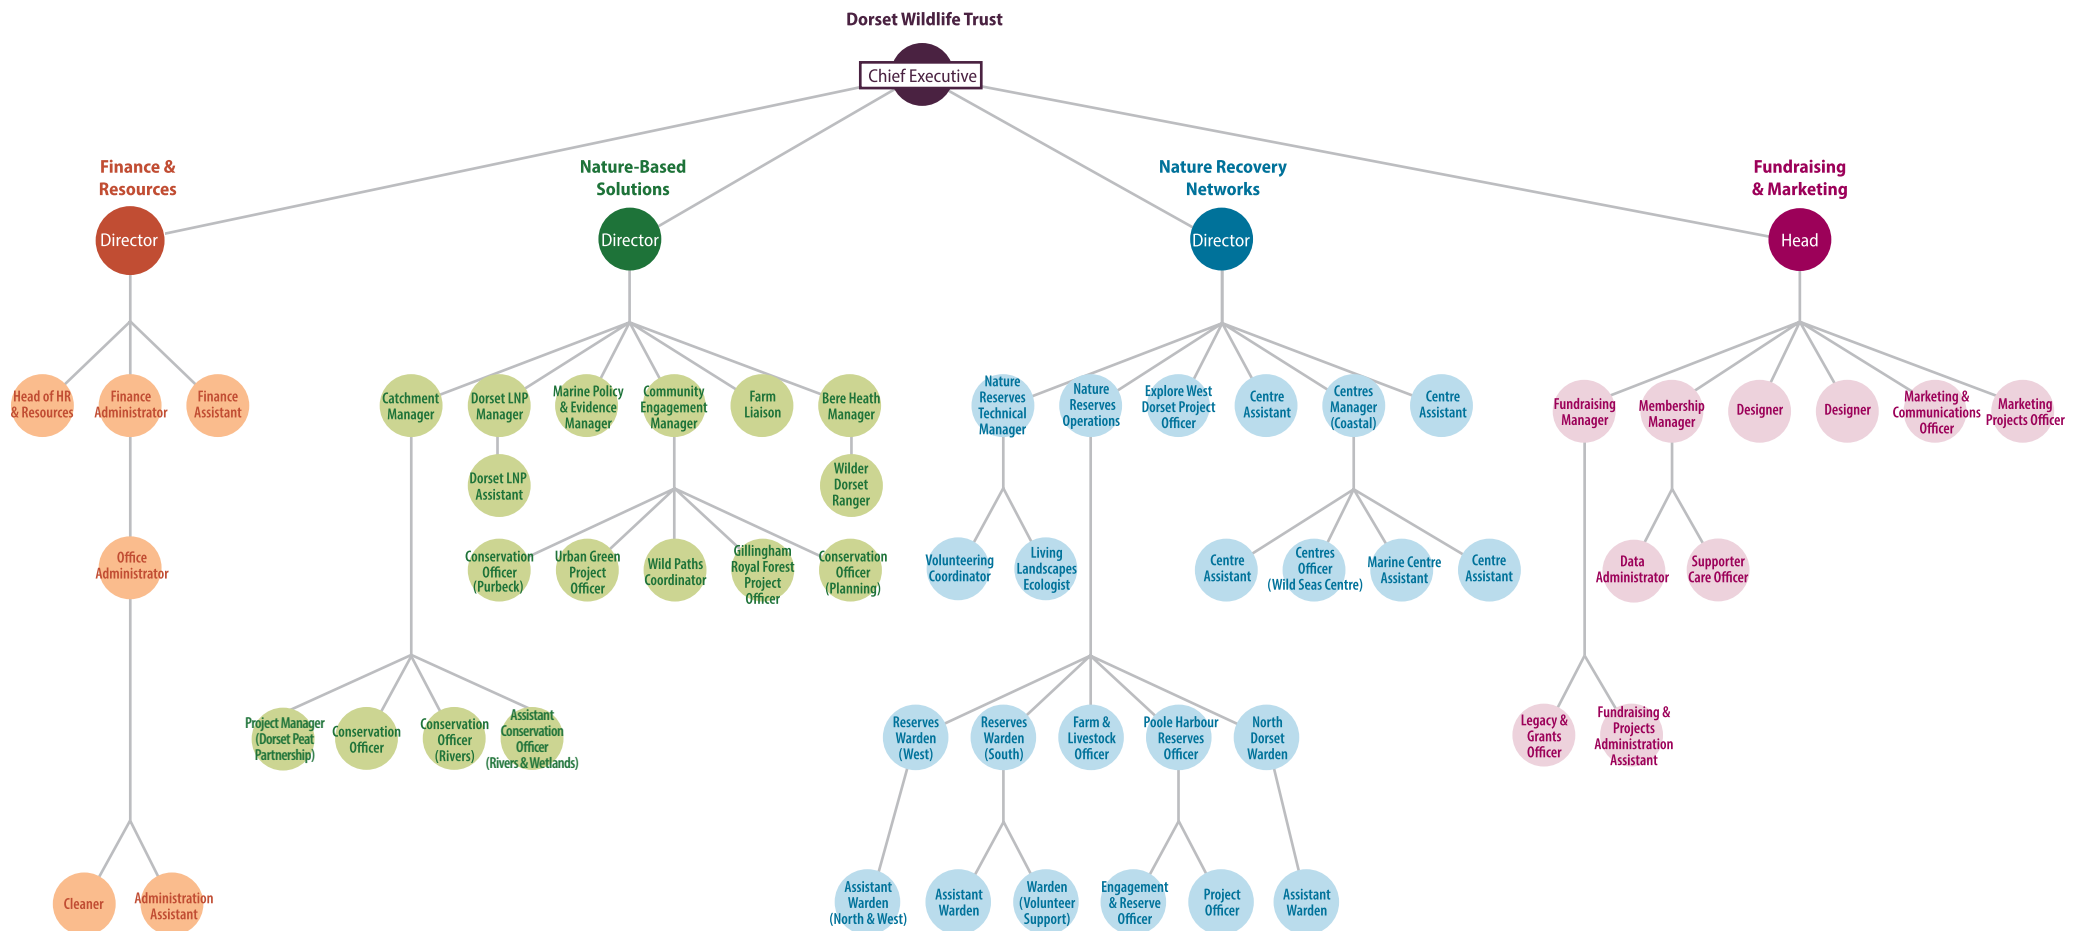 Dorset Wildlife Trust
Chief Executive
Finance &
Resources
Director
Nature-Based
Solutions
Director
Nature Recovery
Networks
Director
Fundraising
& Marketing
Head
Head of HR
& Resources
Finance
Administrator
Finance
Assistant
Catchment
Manager
Dorset LNP
Manager
Marine Policy
& Evidence
Manager
Community
Engagement
Manager
Farm
Liaison
Bere Heath
Manager
Nature
Reserves
Technical
Manager
Nature
Reserves
Operations
Explore West
Dorset Project
Officer
Centre
Assistant
Centres
Manager
(Coastal)
Centre
Assistant
Fundraising
Manager
Membership
Manager
Designer
Designer
Marketing &
Communications
Officer
Marketing
Projects Officer
Dorset LNP
Assistant
Wilder
Dorset
Ranger
Office
Administrator
Conservation
Officer
(Purbeck)
Urban Green
Project
Officer
Wild Paths
Coordinator
Gillingham
Royal Forest
Project
Officer
Conservation
Officer
(Planning)
Volunteering
Coordinator
Living
Landscapes
Ecologist
Centre
Assistant
Centres
Officer
(Wild Seas Centre)
Marine Centre
Assistant
Centre
Assistant
Data
Administrator
Supporter
Care Officer
Project Manager
(Dorset Peat
Partnership)
Conservation
Officer
Conservation
Officer
(Rivers)
Assistant
Conservation
Officer
(Rivers & Wetlands)
Reserves
Warden
(West)
Reserves
Warden
(South)
Farm &
Livestock
Officer
Poole Harbour
Reserves
Officer
North
Dorset
Warden
Legacy &
Grants
Officer
Fundraising &
Projects
Administration
Assistant
Cleaner
Administration
Assistant
Assistant
Warden
(North & West)
Assistant
Warden
Warden
(Volunteer
Support)
Engagement
& Reserve
Officer
Project
Officer
Assistant
Warden